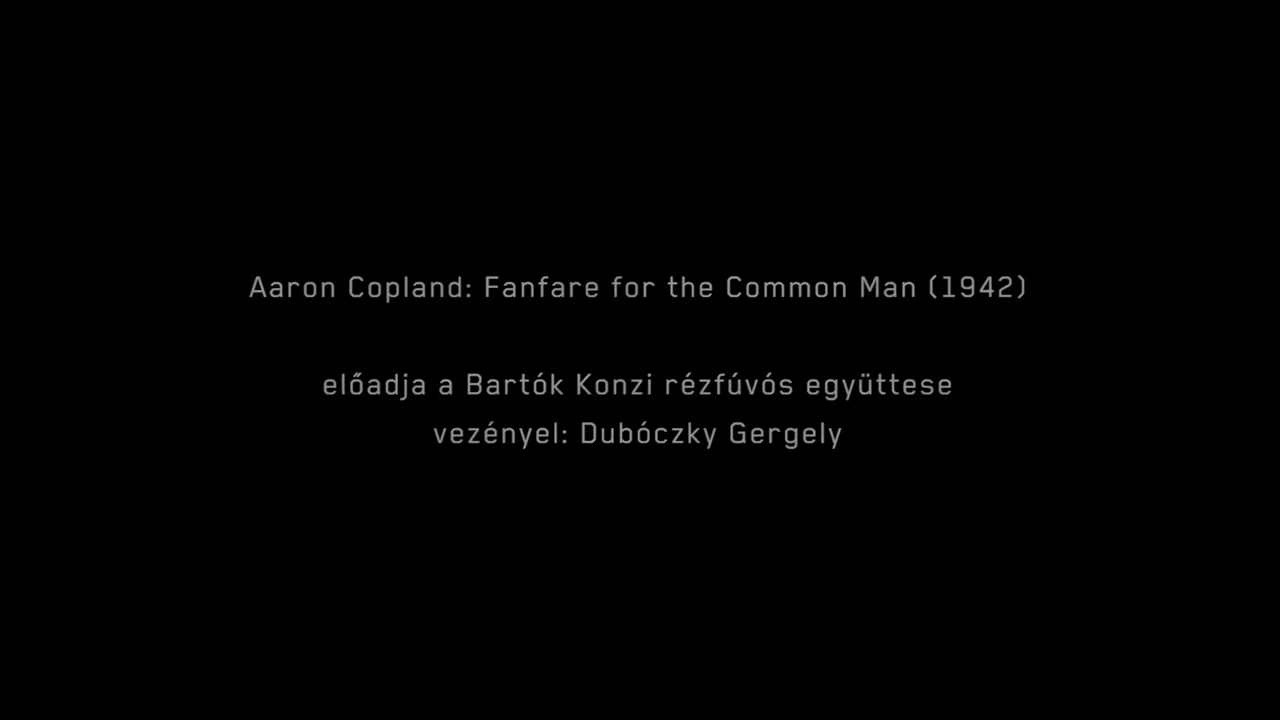 Aaron Copland: Fanfare for the Common Man (1942)
előadja a Bartók Konzi rézfúvós együttese
vezényel: Dubóczky Gergely